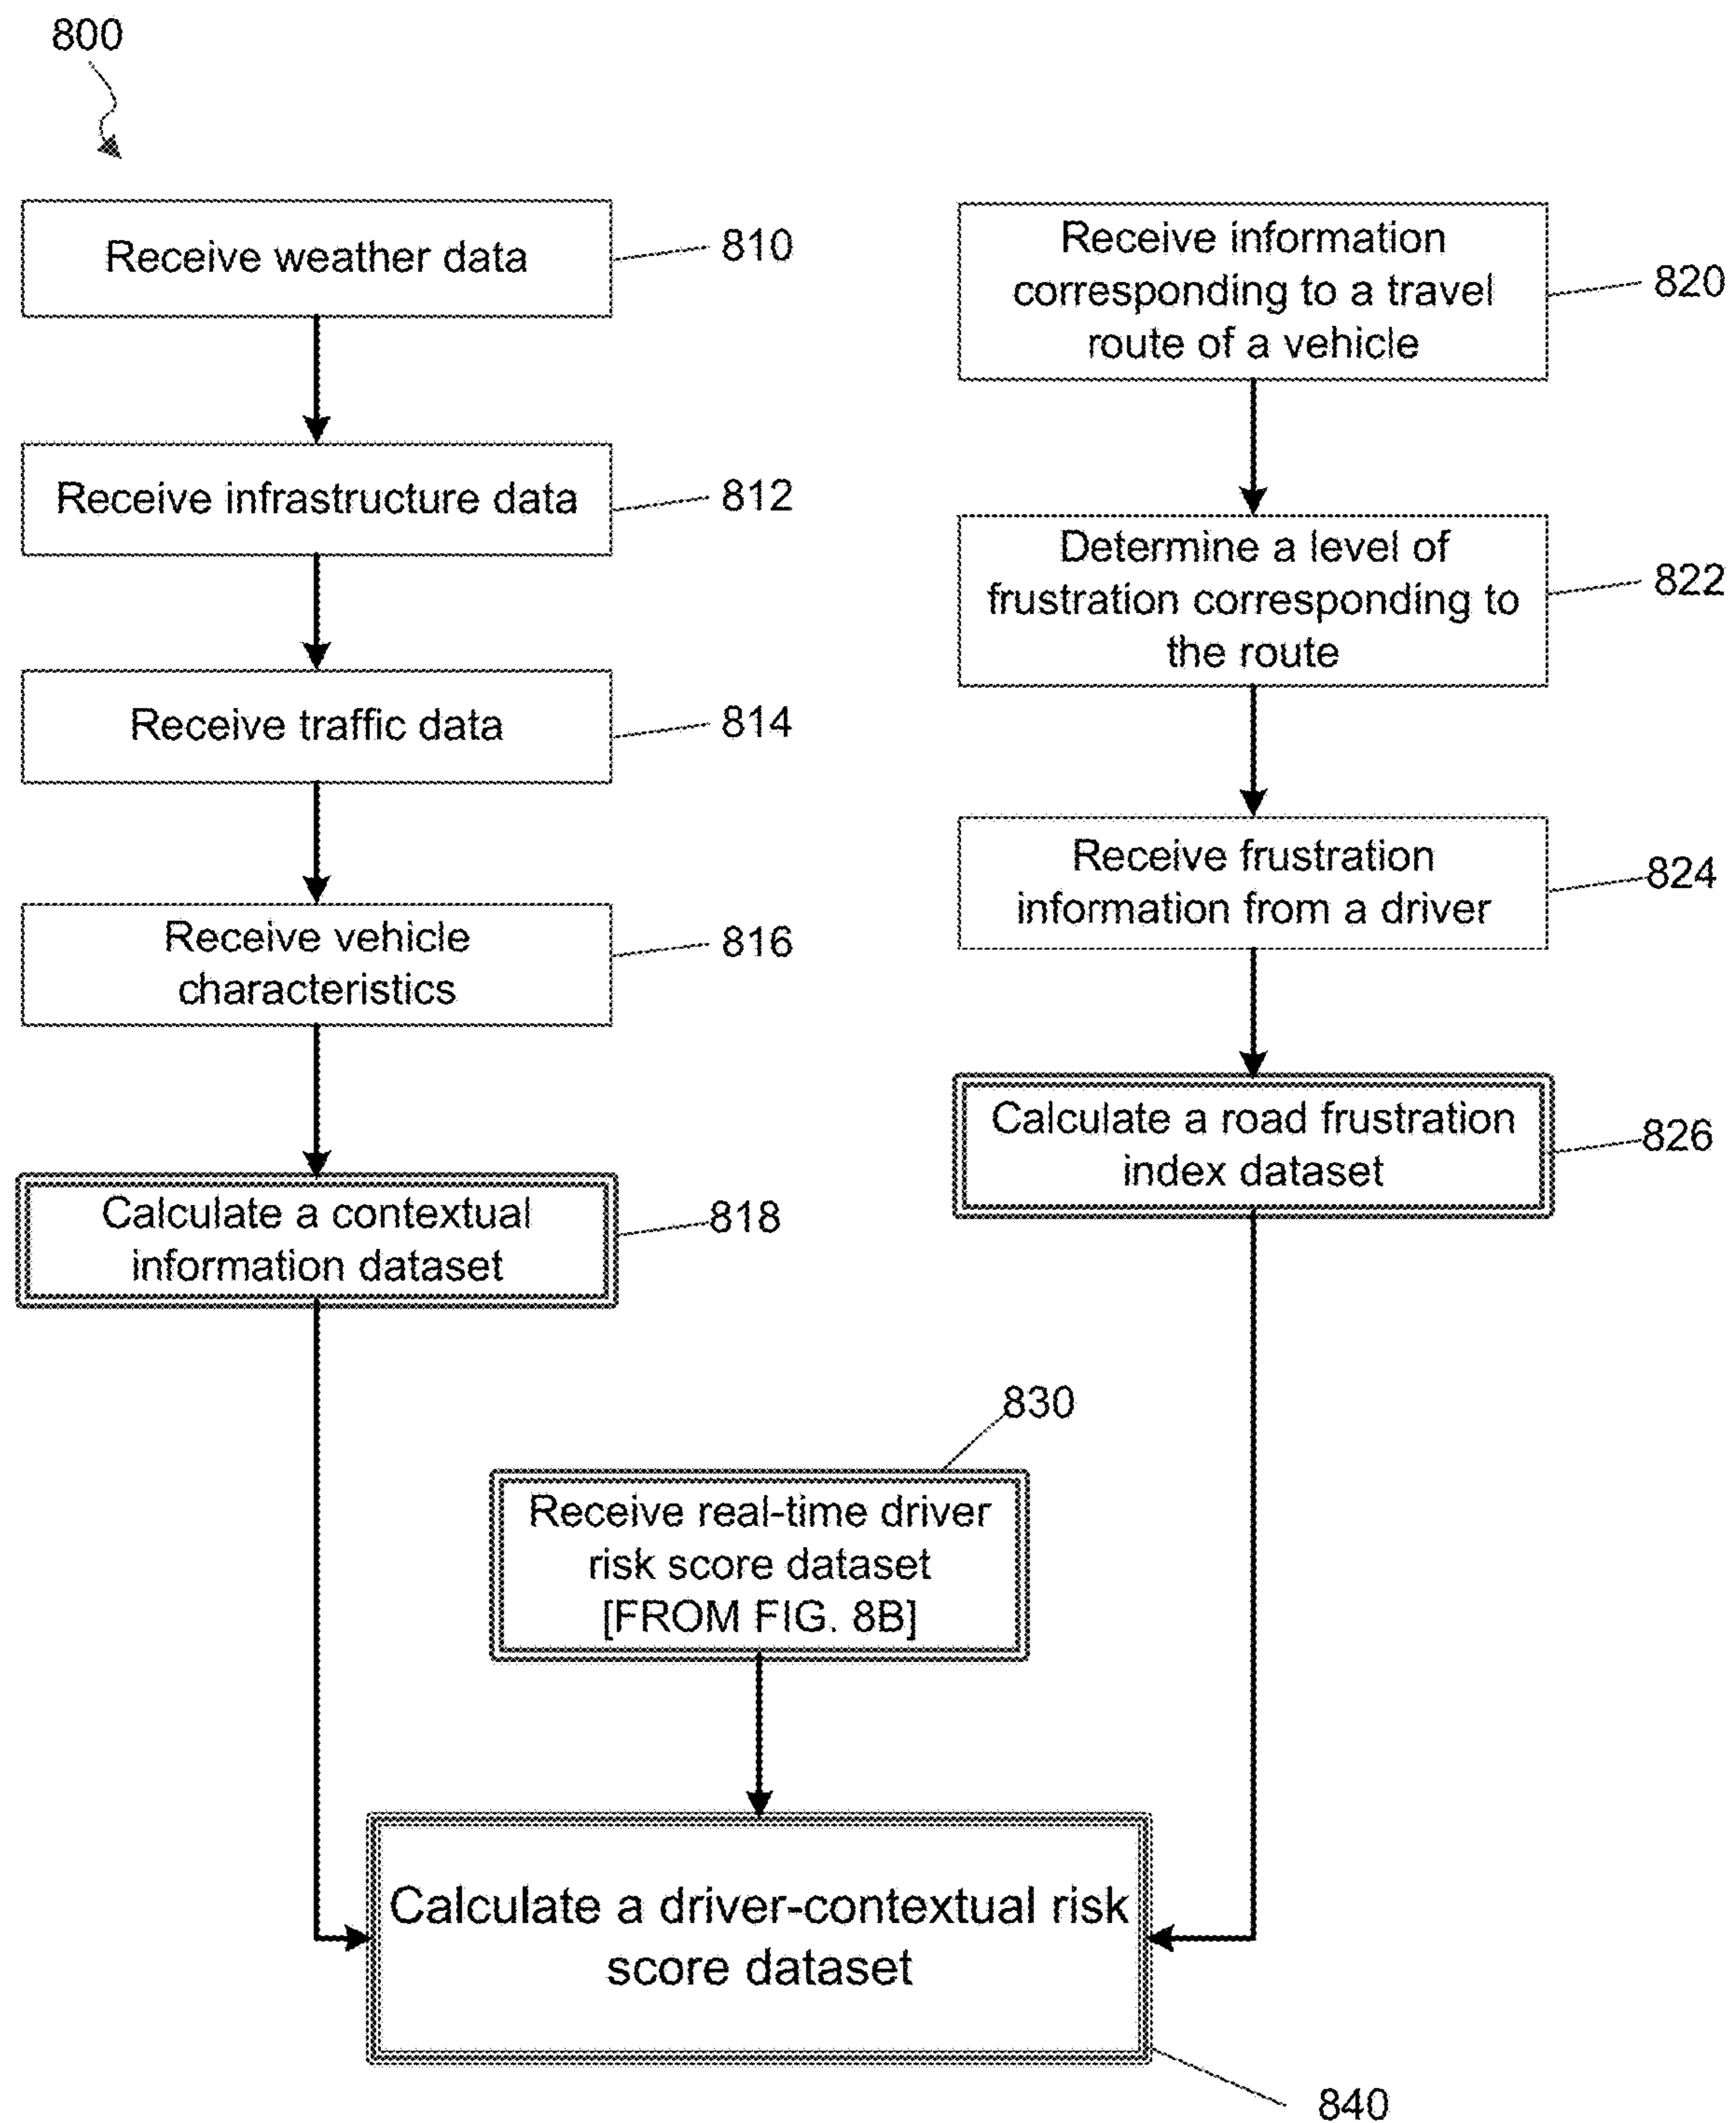 800
Receive weather data
810
Receive infrastructure data
812
Receive traffic data
814
Receive vehicle
characteristics
816
Calculate a contextual
information dataset
818
Receive information
corresponding to a travel
route of a vehicle
820
Determine a level of
frustration corresponding to
the route
822
Receive frustration
information from a driver
824
Calculate a road frustration
index dataset
826
830
Receive real-time driver
risk score dataset
[FROM FIG. 8B]
Calculate a driver-contextual risk
score dataset
840